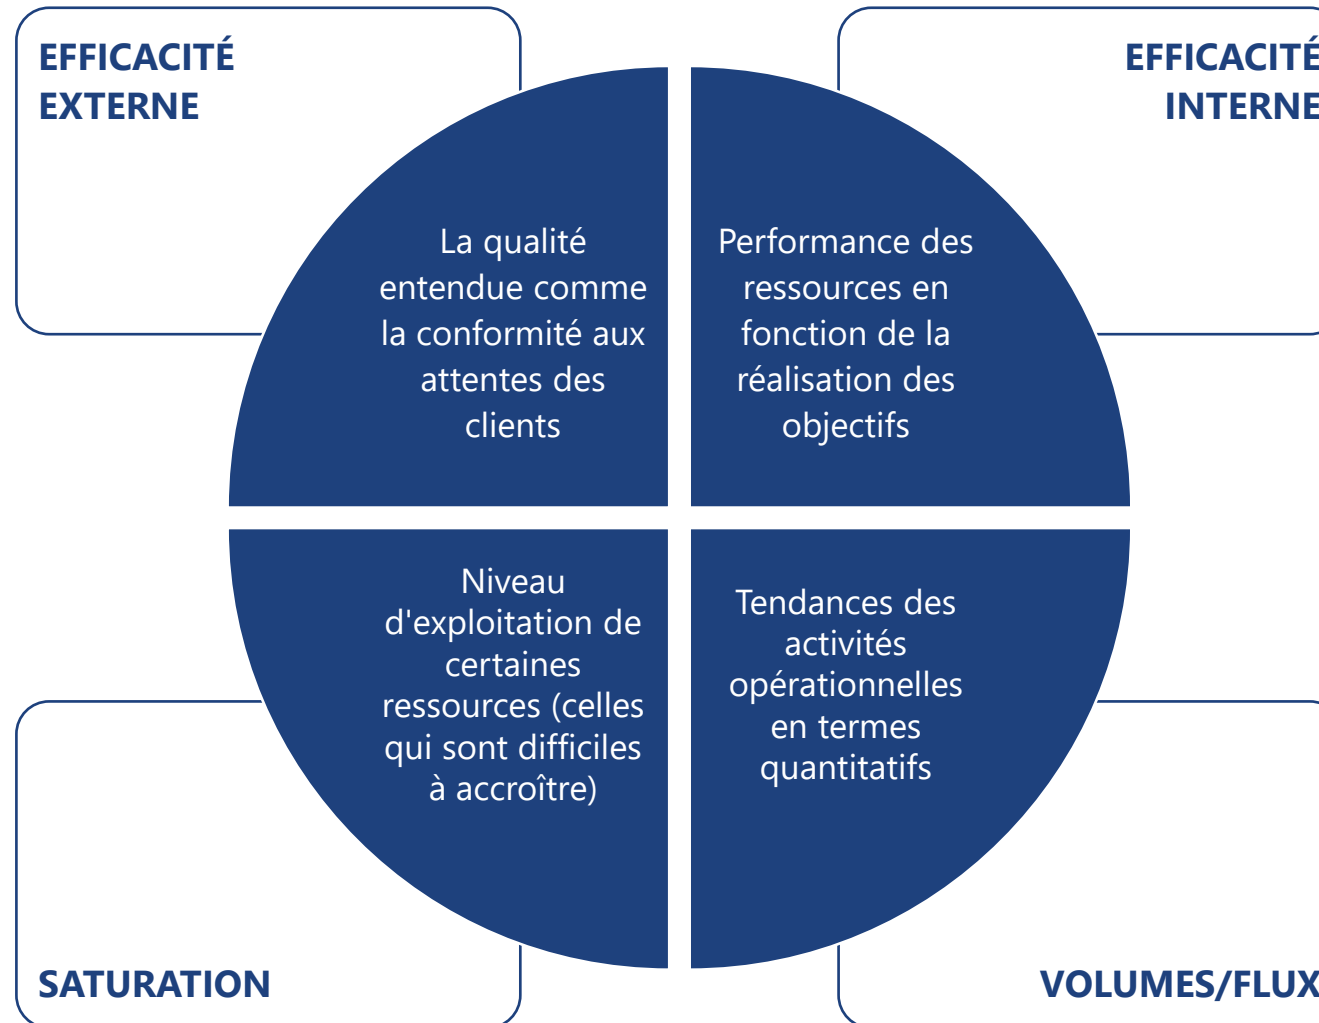 EFFICACITÉ
EXTERNE
EFFICACITÉ
INTERNE
La qualité
entendue comme
la conformité aux
attentes des
clients
Performance des
ressources en
fonction de la
réalisation des
objectifs
Niveau
d'exploitation de
certaines
ressources (celles
qui sont difficiles
à accroître)
Tendances des
activités
opérationnelles
en termes
quantitatifs
SATURATION
VOLUMES/FLUX